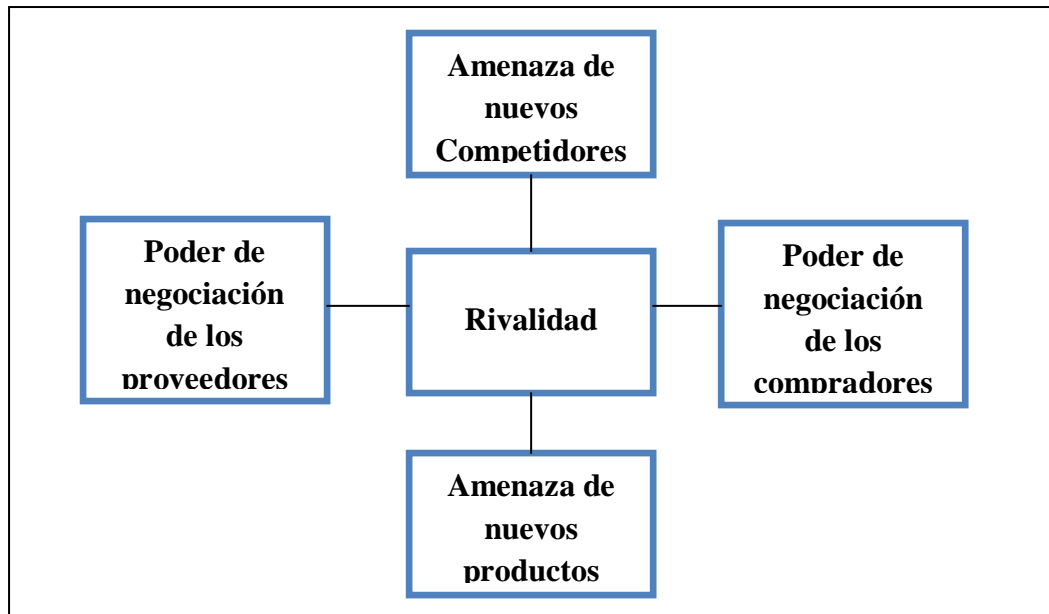 Amenaza de
nuevos
Competidores
Poder de
negociación
de los
proveedores
Rivalidad
Poder de
negociación
de los
compradores
Amenaza de
nuevos
productos